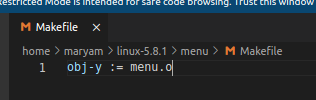 Restricted Mode is intended for safe code browsing. Trust this window
Makefile
home > maryam > linux-5.8.1 > menu > Makefile
1 obj-y := menu.o